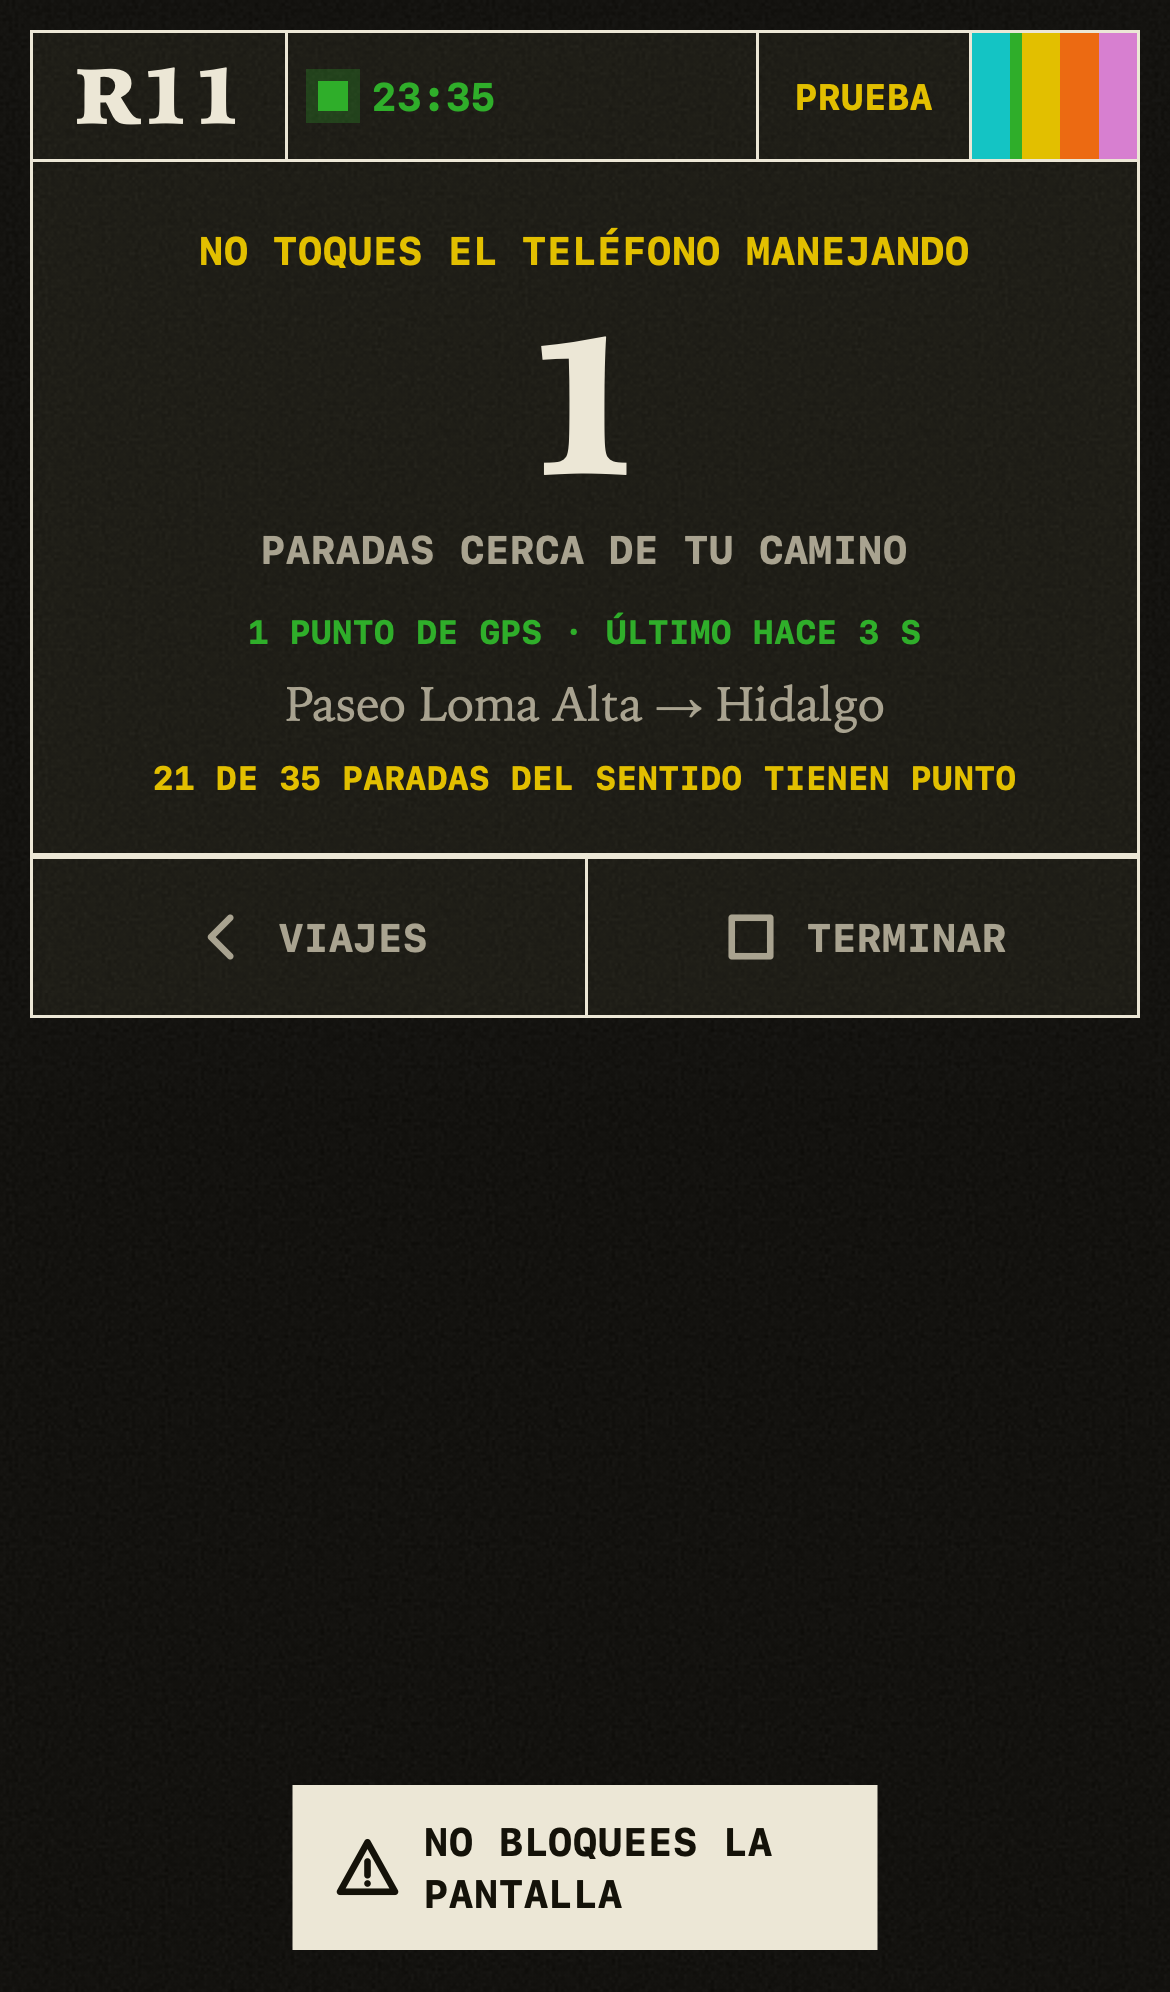 R11
23:35
PRUEBA
NO TOQUES EL TELÉFONO MANEJANDO
1
PARADAS CERCA DE TU CAMINO
1 PUNTO DE GPS · ÚLTIMO HACE 3 S
Paseo Loma Alta → Hidalgo
21 DE 35 PARADAS DEL SENTIDO TIENEN PUNTO
VIAJES
TERMINAR
NO BLOQUEES LA
PANTALLA